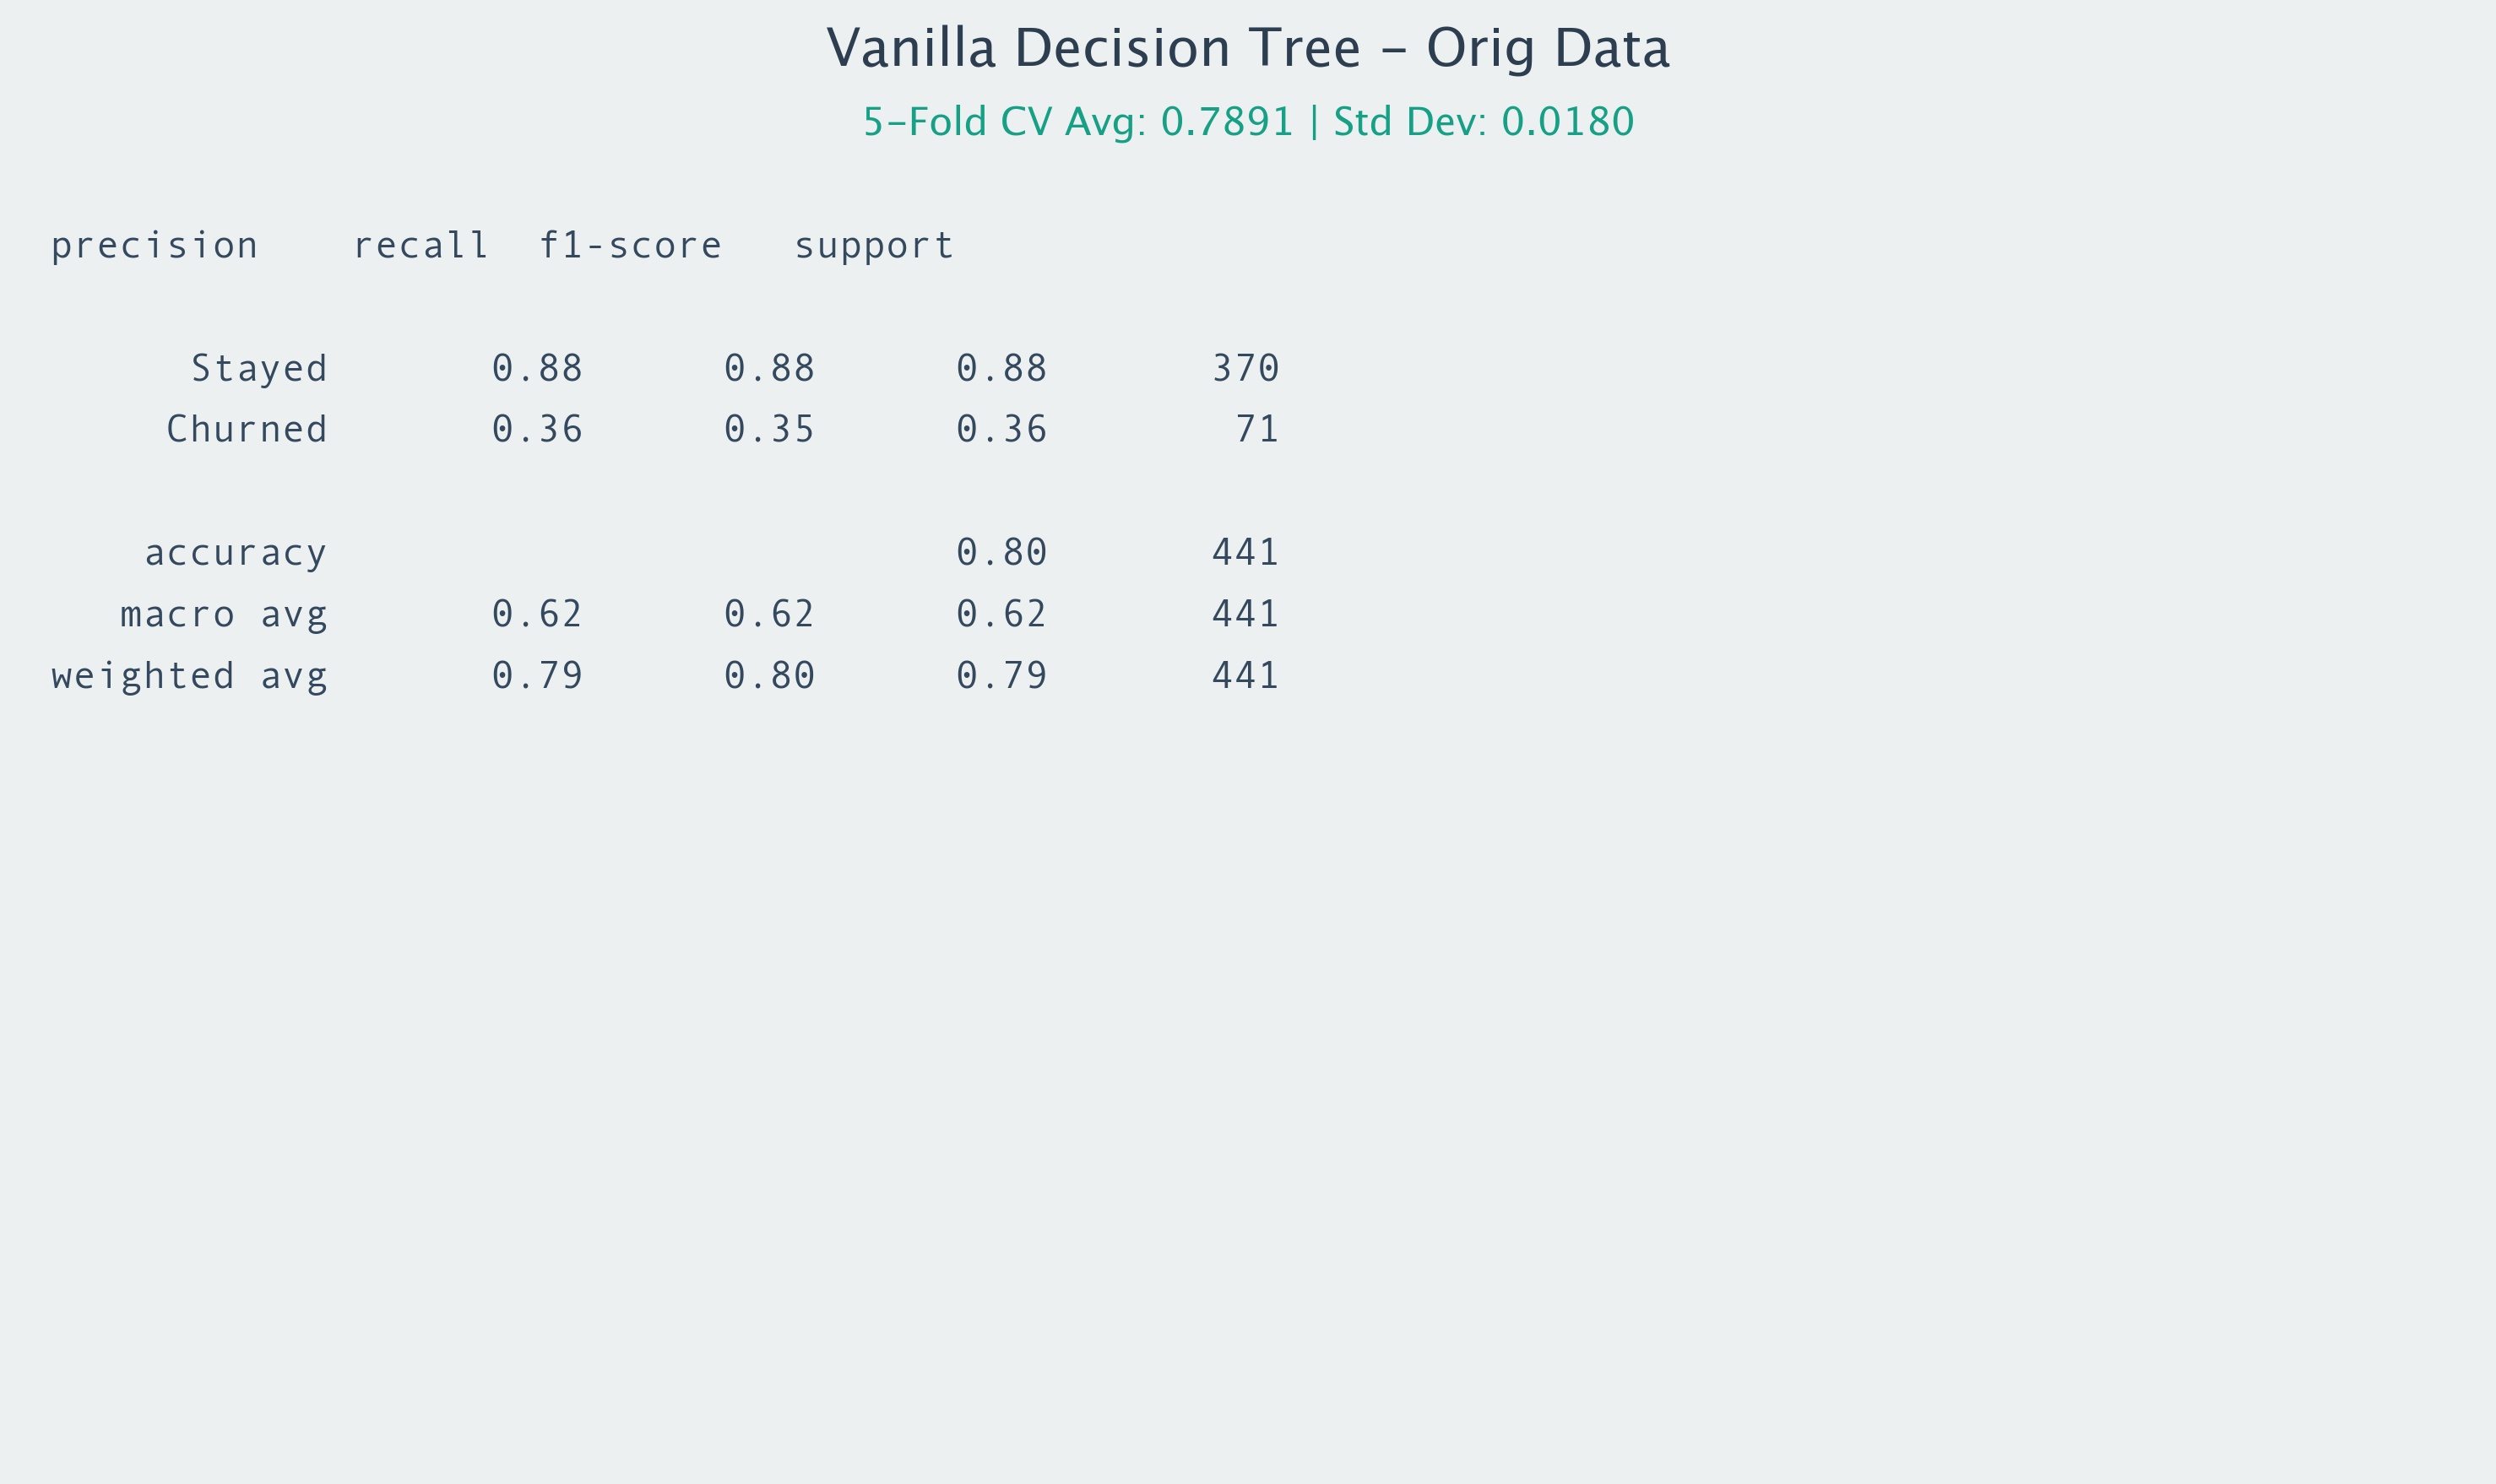 Vanilla Decision Tree – Orig Data
5-Fold CV Avg: 0.7891 | Std Dev: 0.0180
precision    recall  f1-score   support
Stayed       0.88      0.88      0.88       370
Churned       0.36      0.35      0.36        71
accuracy                           0.80       441
macro avg       0.62      0.62      0.62       441
weighted avg       0.79      0.80      0.79       441